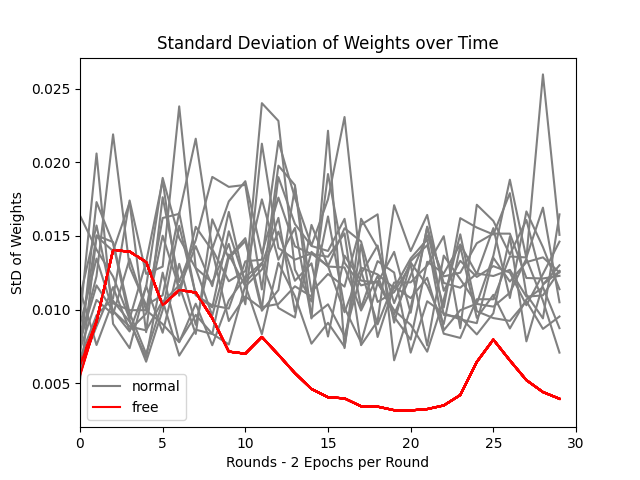 Standard Deviation of Weights over Time
StD of Weights
0.025
0.020
0.015
0.010
0.005
normal
free
0 5 10 15 20 25 30
Rounds - 2 Epochs per Round